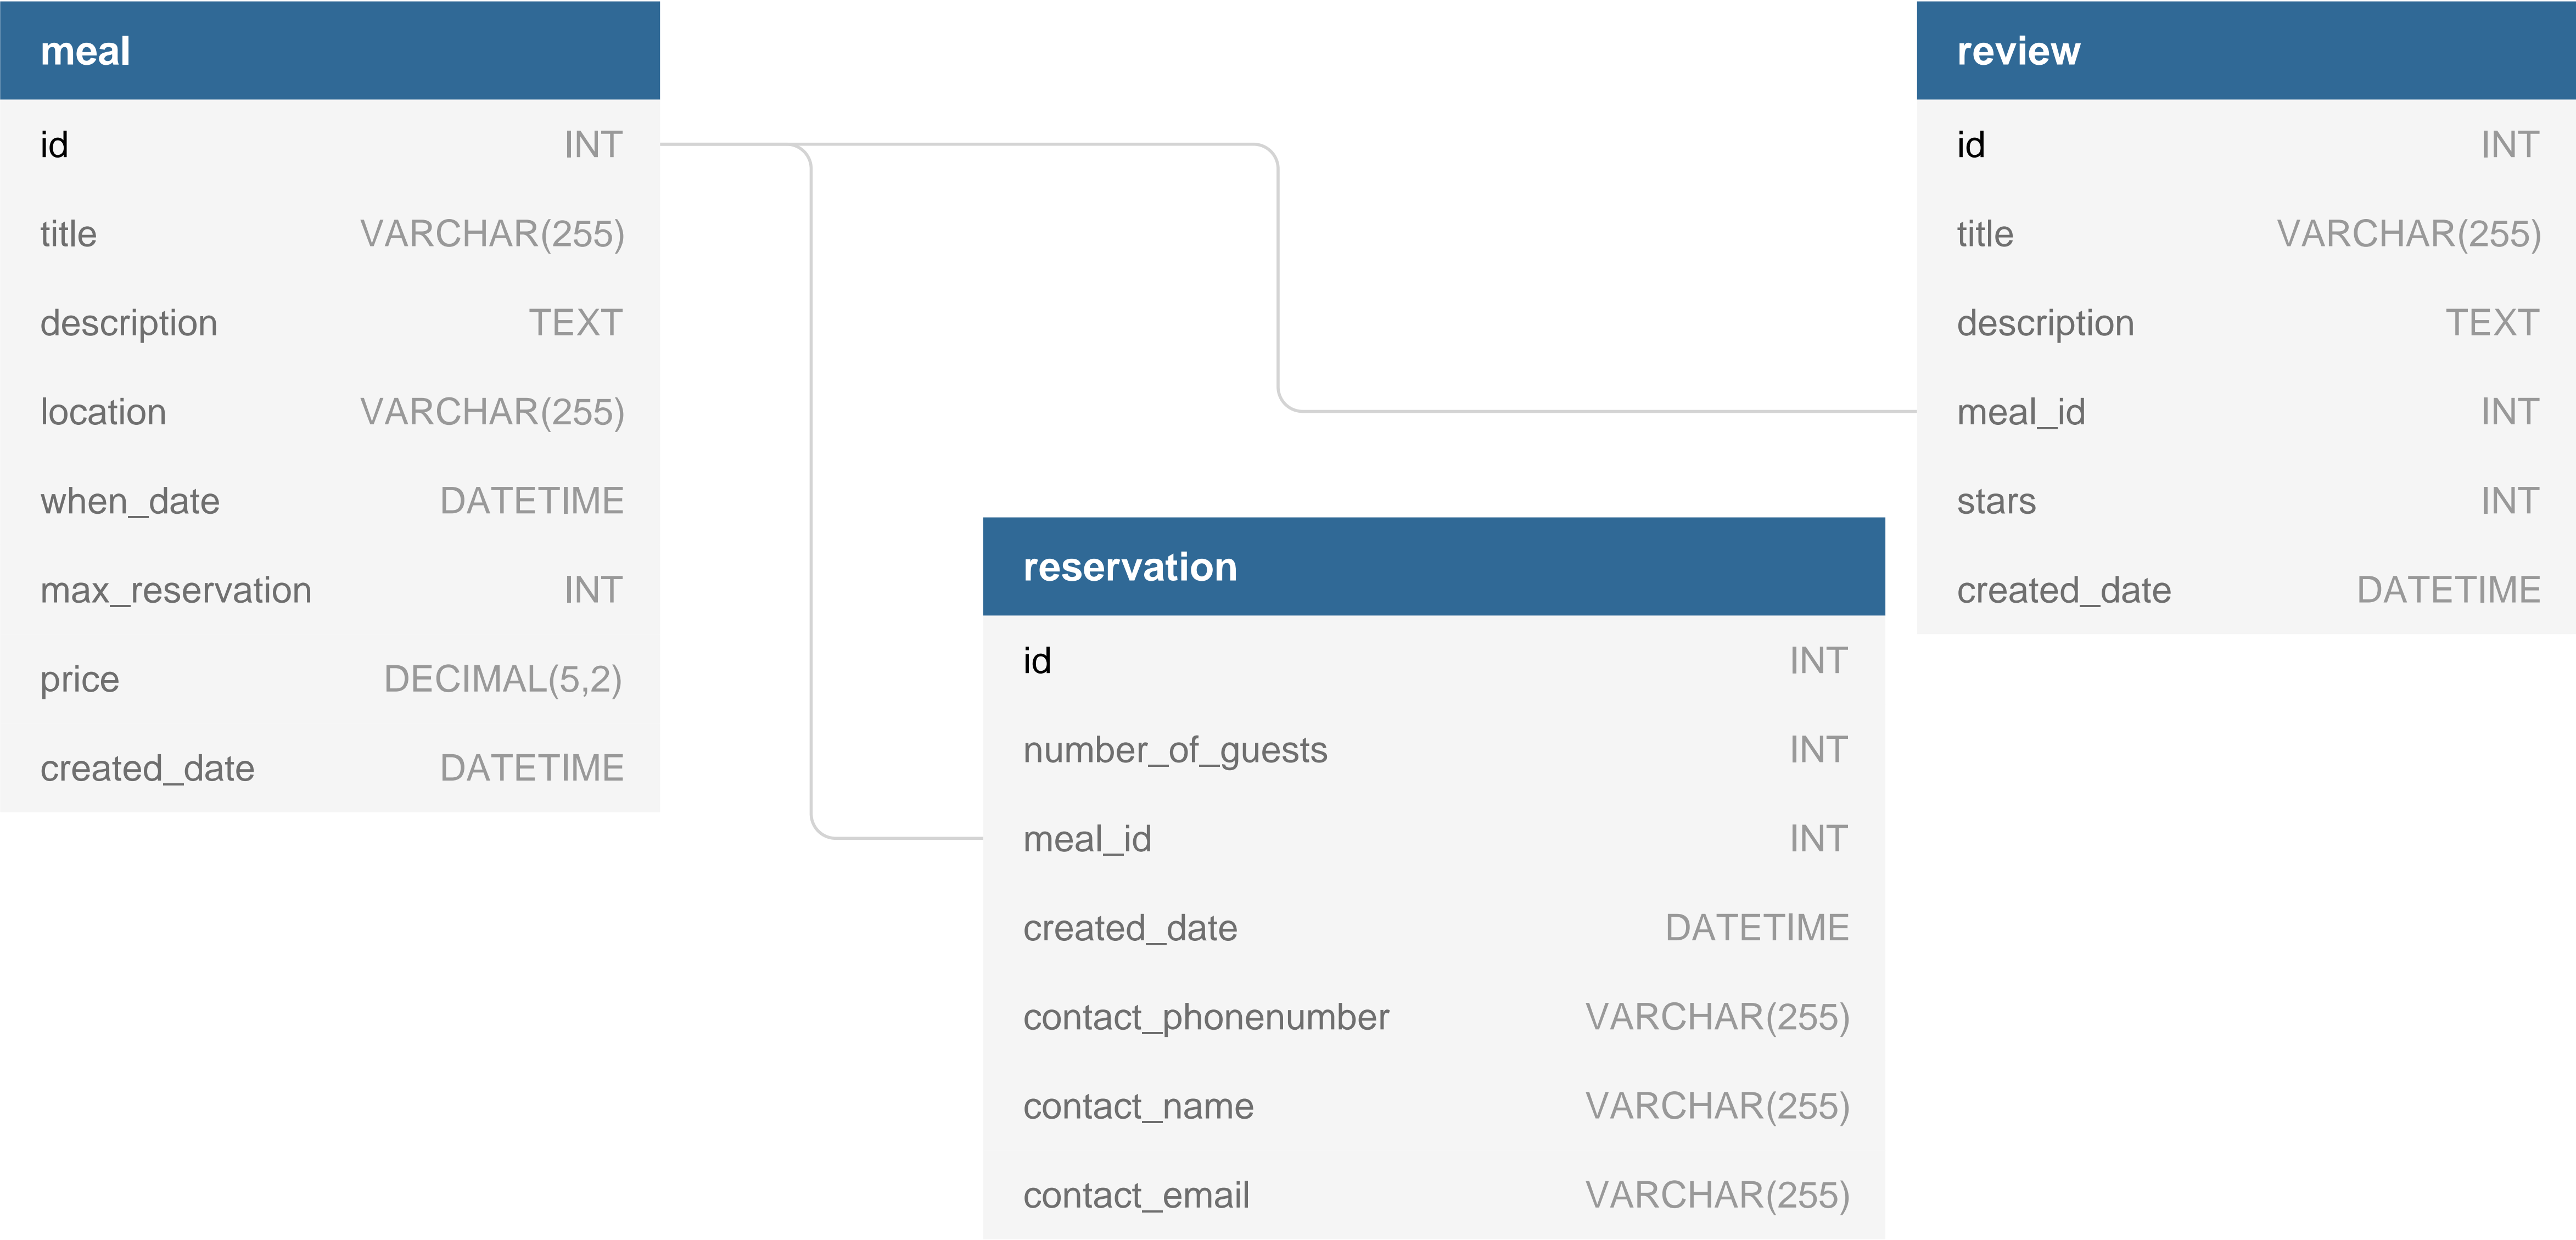 meal
id INT
title VARCHAR(255)
description TEXT
location VARCHAR(255)
when_date DATETIME
max_reservation INT
price DECIMAL(5,2)
created_date DATETIME
review
id INT
title VARCHAR(255)
description TEXT
meal_id INT
stars INT
created_date DATETIME
reservation
id INT
number_of_guests INT
meal_id INT
created_date DATETIME
contact_phonenumber VARCHAR(255)
contact_name VARCHAR(255)
contact_email VARCHAR(255)